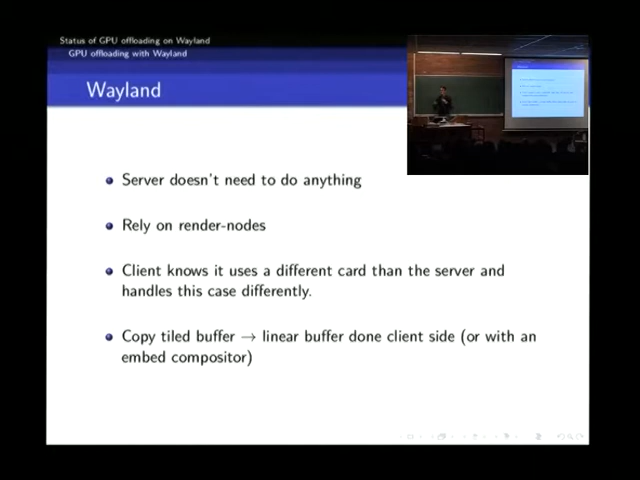 Status of GPU offloading on Wayland
GPU offloading with Wayland
Wayland
Server doesn't need to do anything
Rely on render-nodes
Client knows it uses a different card than the server and
handles this case differently.
Copy tiled buffer → linear buffer done client side (or with an
embed compositor)